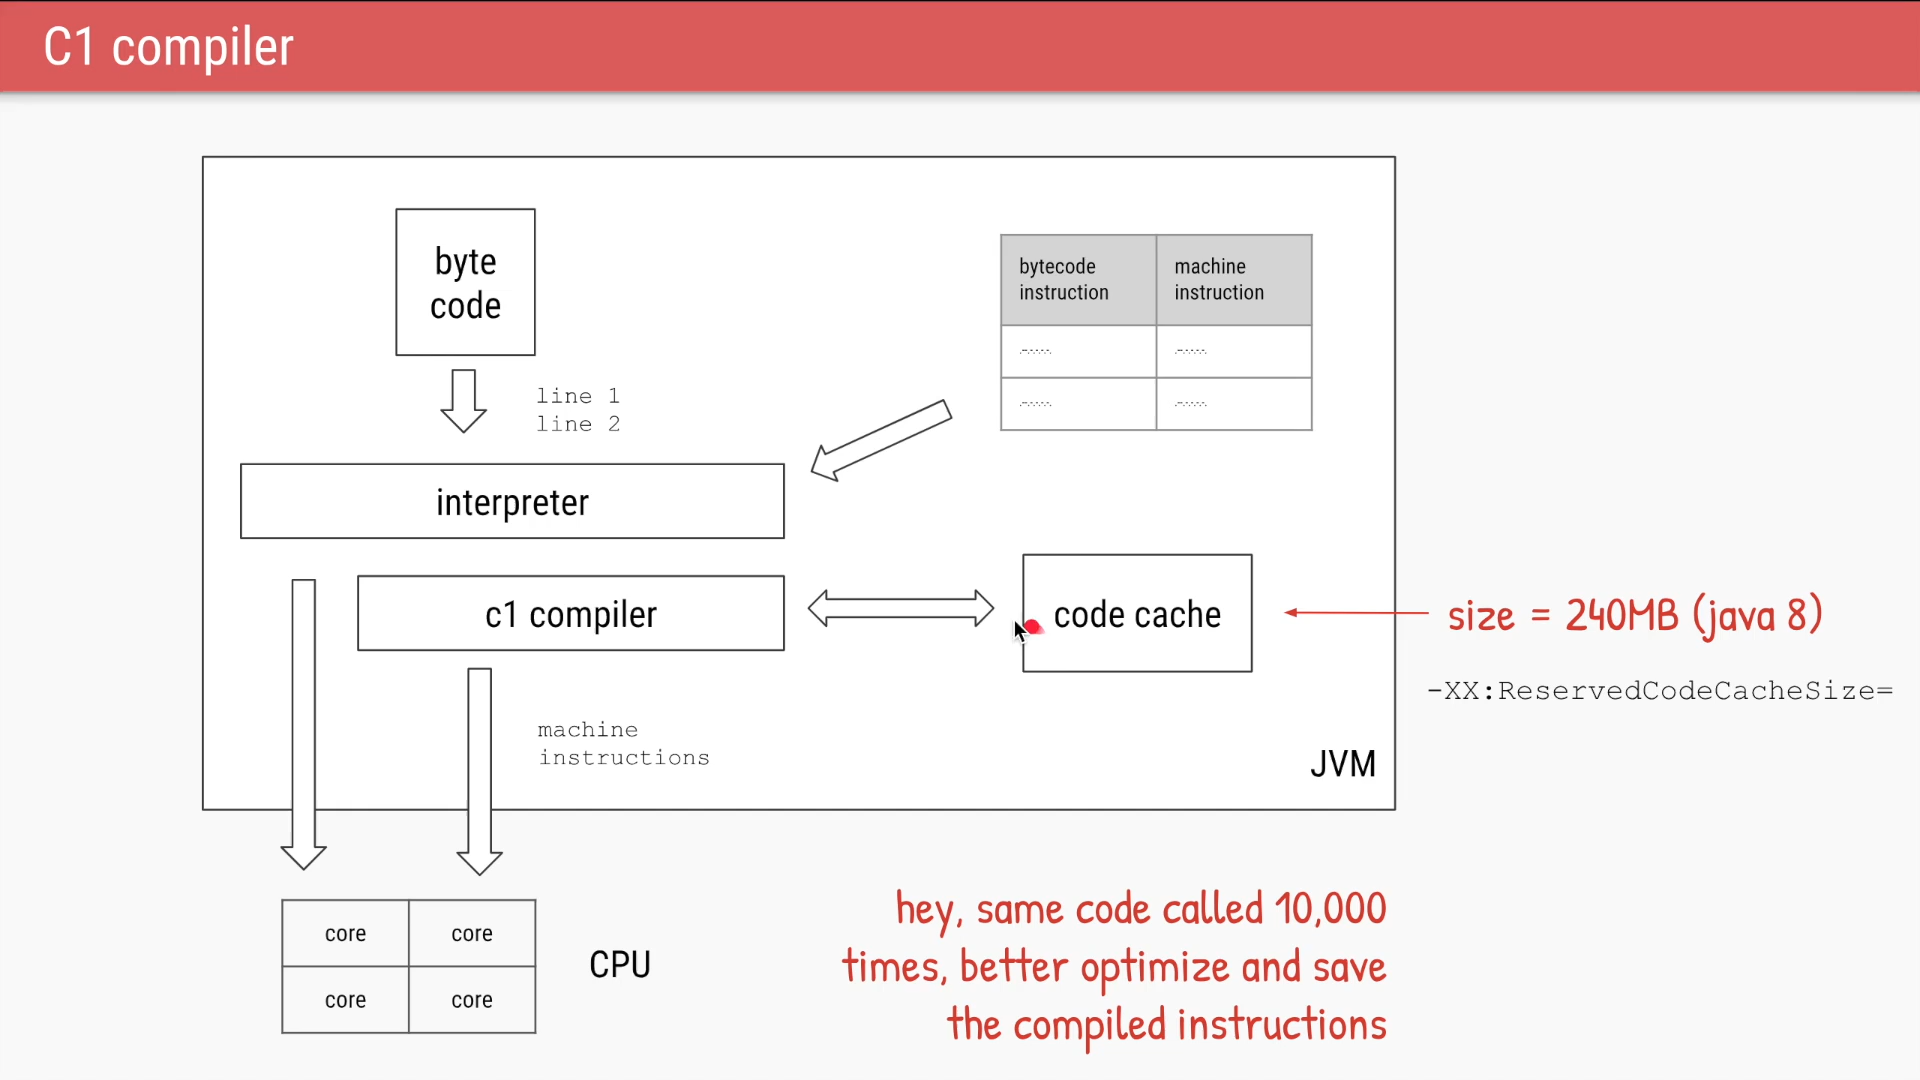 C1 compiler
byte
code
bytecode
instruction
machine
instruction
line 1
line 2
interpreter
c1 compiler
code cache
size = 240MB (java 8)
-XX:ReservedCodeCacheSize=
machine
instructions
JVM
core
core
core
core
CPU
hey, same code called 10,000
times, better optimize and save
the compiled instructions